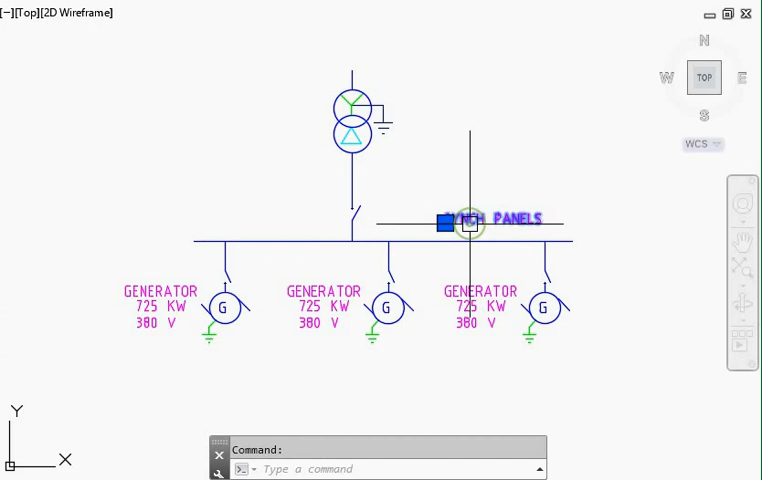 [−][Top][2D Wireframe]
N
W TOP E
S
WCS
SYNCH PANELS
GENERATOR
725 KW
380 V
G
GENERATOR
725 KW
380 V
G
GENERATOR
725 KW
380 V
G
Y
X
Command:
Type a command